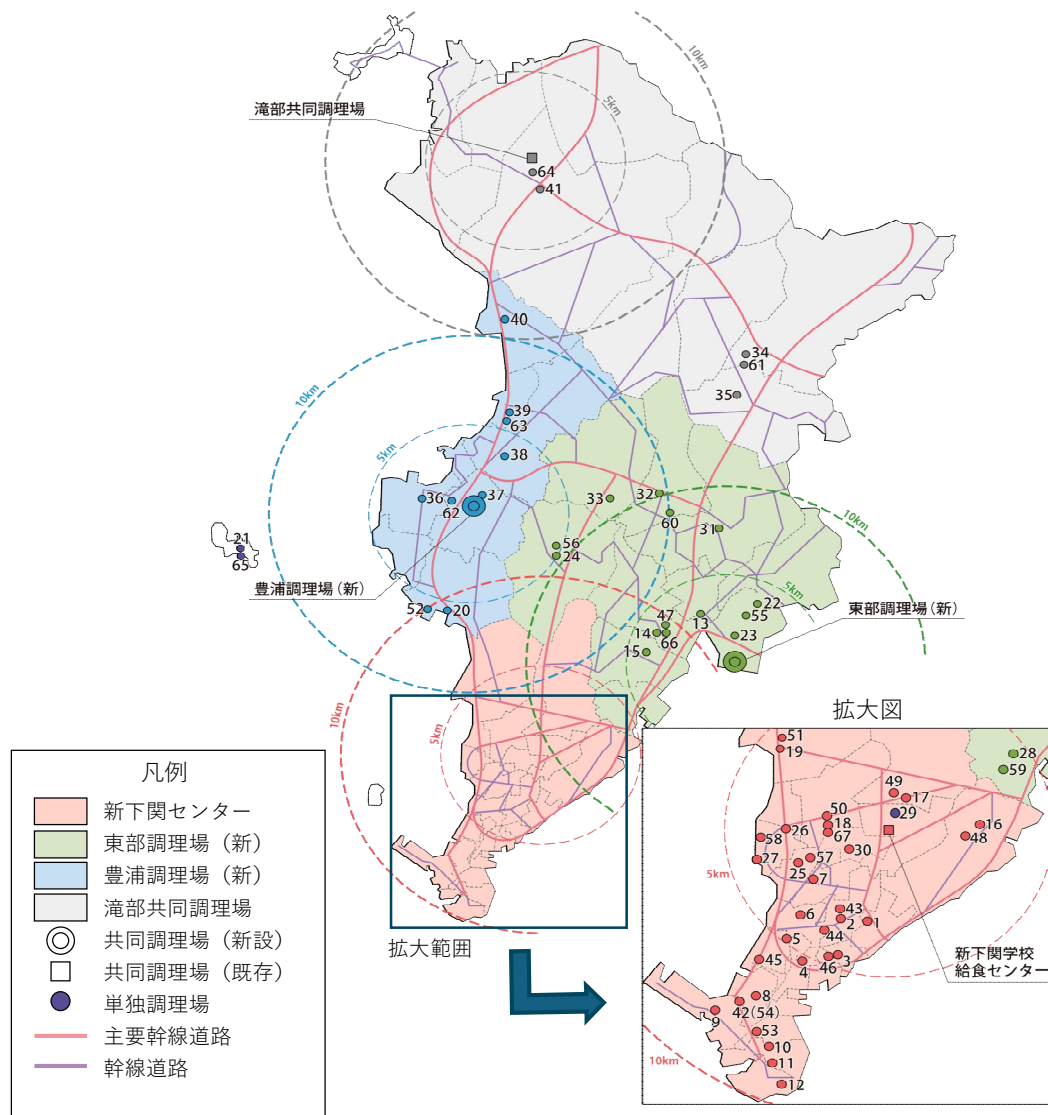 10km
5km
滝部共同調理場
64
41
40
34
61
35
10km
39
63
5km
38
36
37
62
33
32
60
31
10km
21
65
56
24
5km
豊浦調理場(新)
52
20
47
13
22
55
東部調理場(新)
14
66
23
15
10km
5km
拡大図
凡例
新下関センター
東部調理場(新)
豊浦調理場(新)
滝部共同調理場
共同調理場(新設)
共同調理場(既存)
単独調理場
主要幹線道路
幹線道路
拡大範囲
51
19
28
59
49
17
50
18
29
16
26
67
48
58
30
27
57
25
7
5km
6
43
2
1
44
5
新下関学校
給食センター
45
46
3
4
8
42(54)
9
53
10
11
10km
12